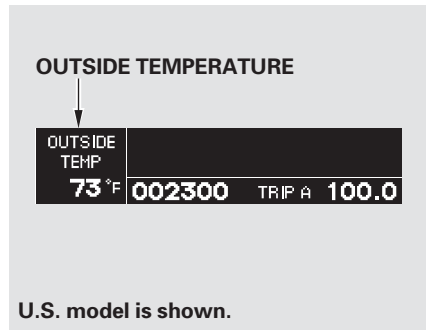 OUTSIDE TEMPERATURE
OUTSIDE
TEMP
73°F 002300 TRIP A 100.0
U.S. model is shown.